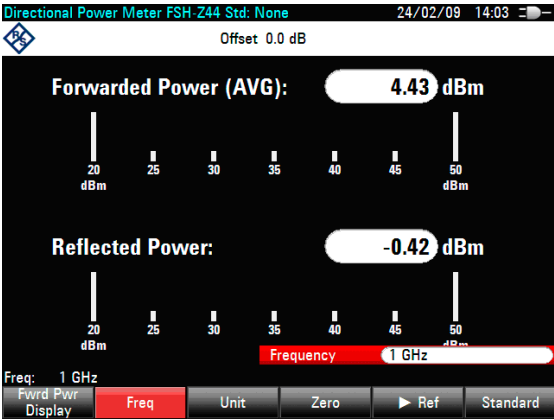 Directional Power Meter FSH-Z44 Std: None 24/02/09 14:03
Offset 0.0 dB
Forwarded Power (AVG): 4.43 dBm
20 25 30 35 40 45 50
dBm dBm
Reflected Power: -0.42 dBm
20 25 30 35 40 45 50
dBm dBm
Frequency 1 GHz
Freq: 1 GHz
Fwrd Pwr Display Freq Unit Zero ► Ref Standard